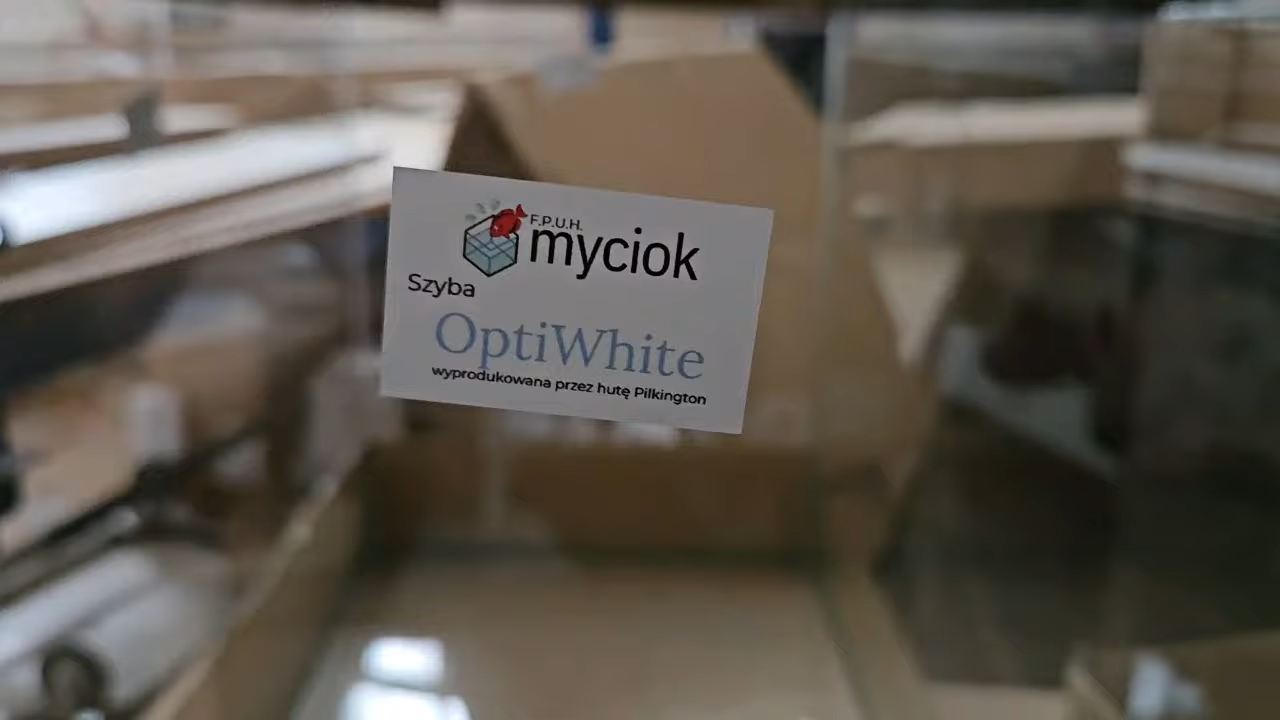 F.P.U.H.
myciok
Szyba
OptiWhite
wyprodukowana przez hutę Pilkington